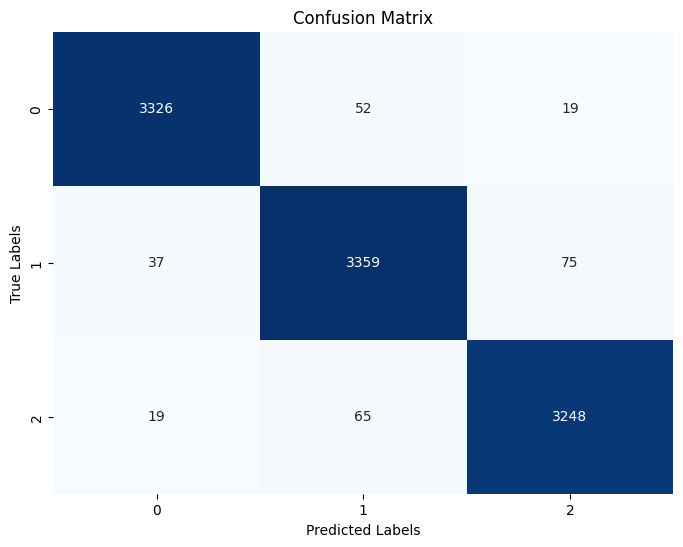 Confusion Matrix
True Labels
0
3326 52 19
1
37 3359 75
2
19 65 3248
0 1 2
Predicted Labels